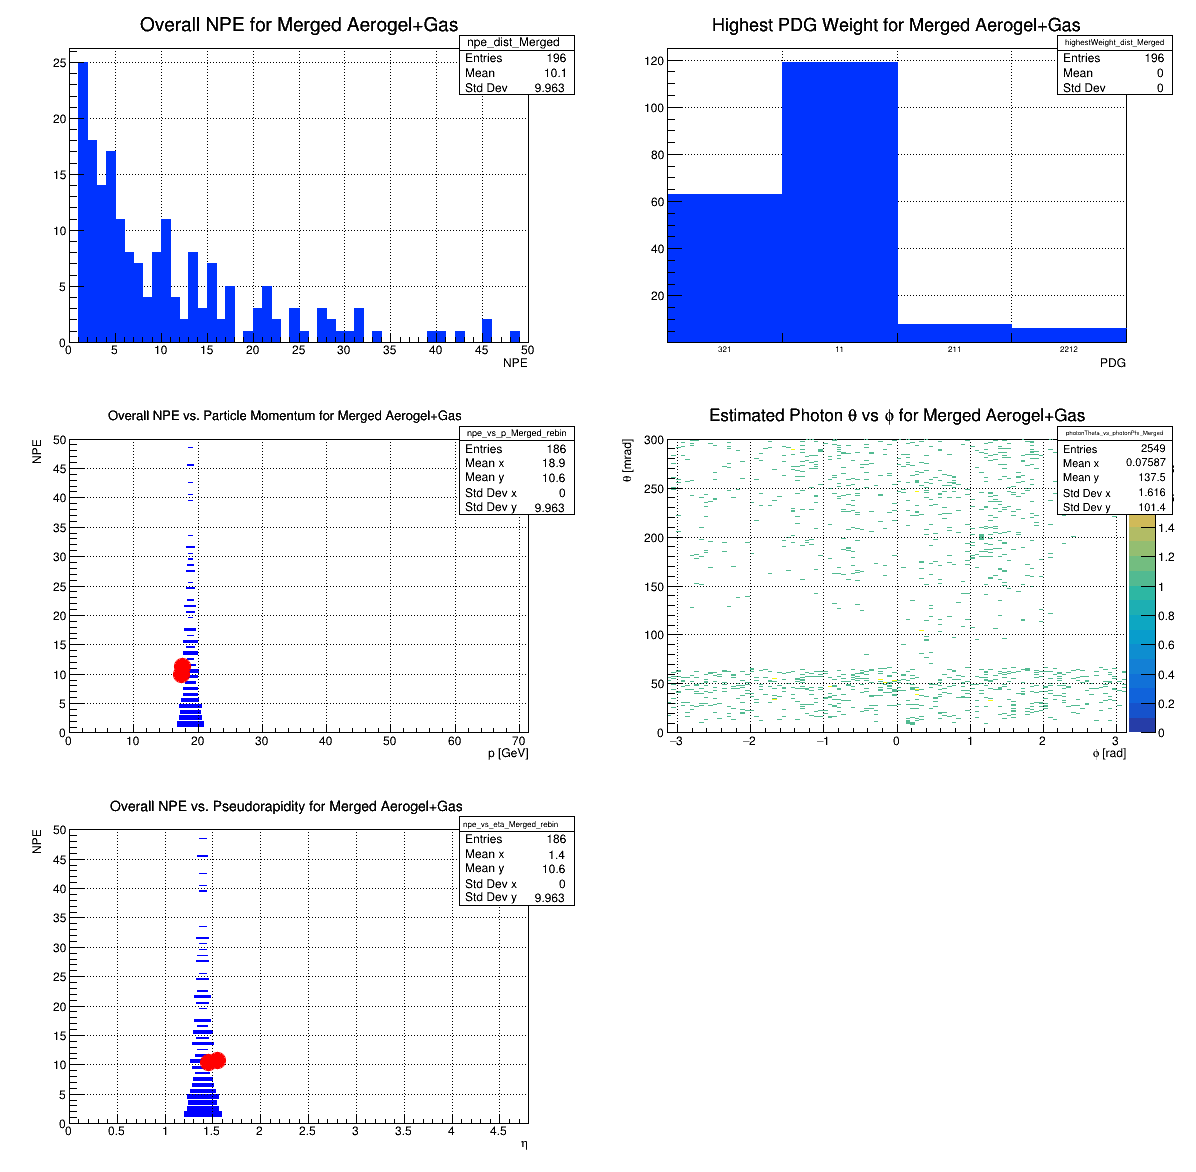 Overall NPE for Merged Aerogel+Gas
npe_dist_Merged
Entries 196
Mean 10.1
Std Dev 9.963
25
20
15
10
5
0
0 5 10 15 20 25 30 35 40 45 50
NPE
Highest PDG Weight for Merged Aerogel+Gas
highestWeight_dist_Merged
Entries 196
Mean 0
Std Dev 0
120
100
80
60
40
20
321 11 211 2212
PDG
Overall NPE vs. Particle Momentum for Merged Aerogel+Gas
npe_vs_p_Merged_rebin
Entries 186
Mean x 18.9
Mean y 10.6
Std Dev x 0
Std Dev y 9.963
NPE
50
45
40
35
30
25
20
15
10
5
0
0 10 20 30 40 50 60 70
p [GeV]
Estimated Photon θ vs ϕ for Merged Aerogel+Gas
photonTheta_vs_photonPhi_Merged
Entries 2549
Mean x 0.07587
Mean y 137.5
Std Dev x 1.616
Std Dev y 101.4
θ [mrad]
300
250
200
150
100
50
0
−3 −2 −1 0 1 2 3
ϕ [rad]
1.4
1.2
1
0.8
0.6
0.4
0.2
0
Overall NPE vs. Pseudorapidity for Merged Aerogel+Gas
npe_vs_eta_Merged_rebin
Entries 186
Mean x 1.4
Mean y 10.6
Std Dev x 0
Std Dev y 9.963
NPE
50
45
40
35
30
25
20
15
10
5
0
0 0.5 1 1.5 2 2.5 3 3.5 4 4.5
η